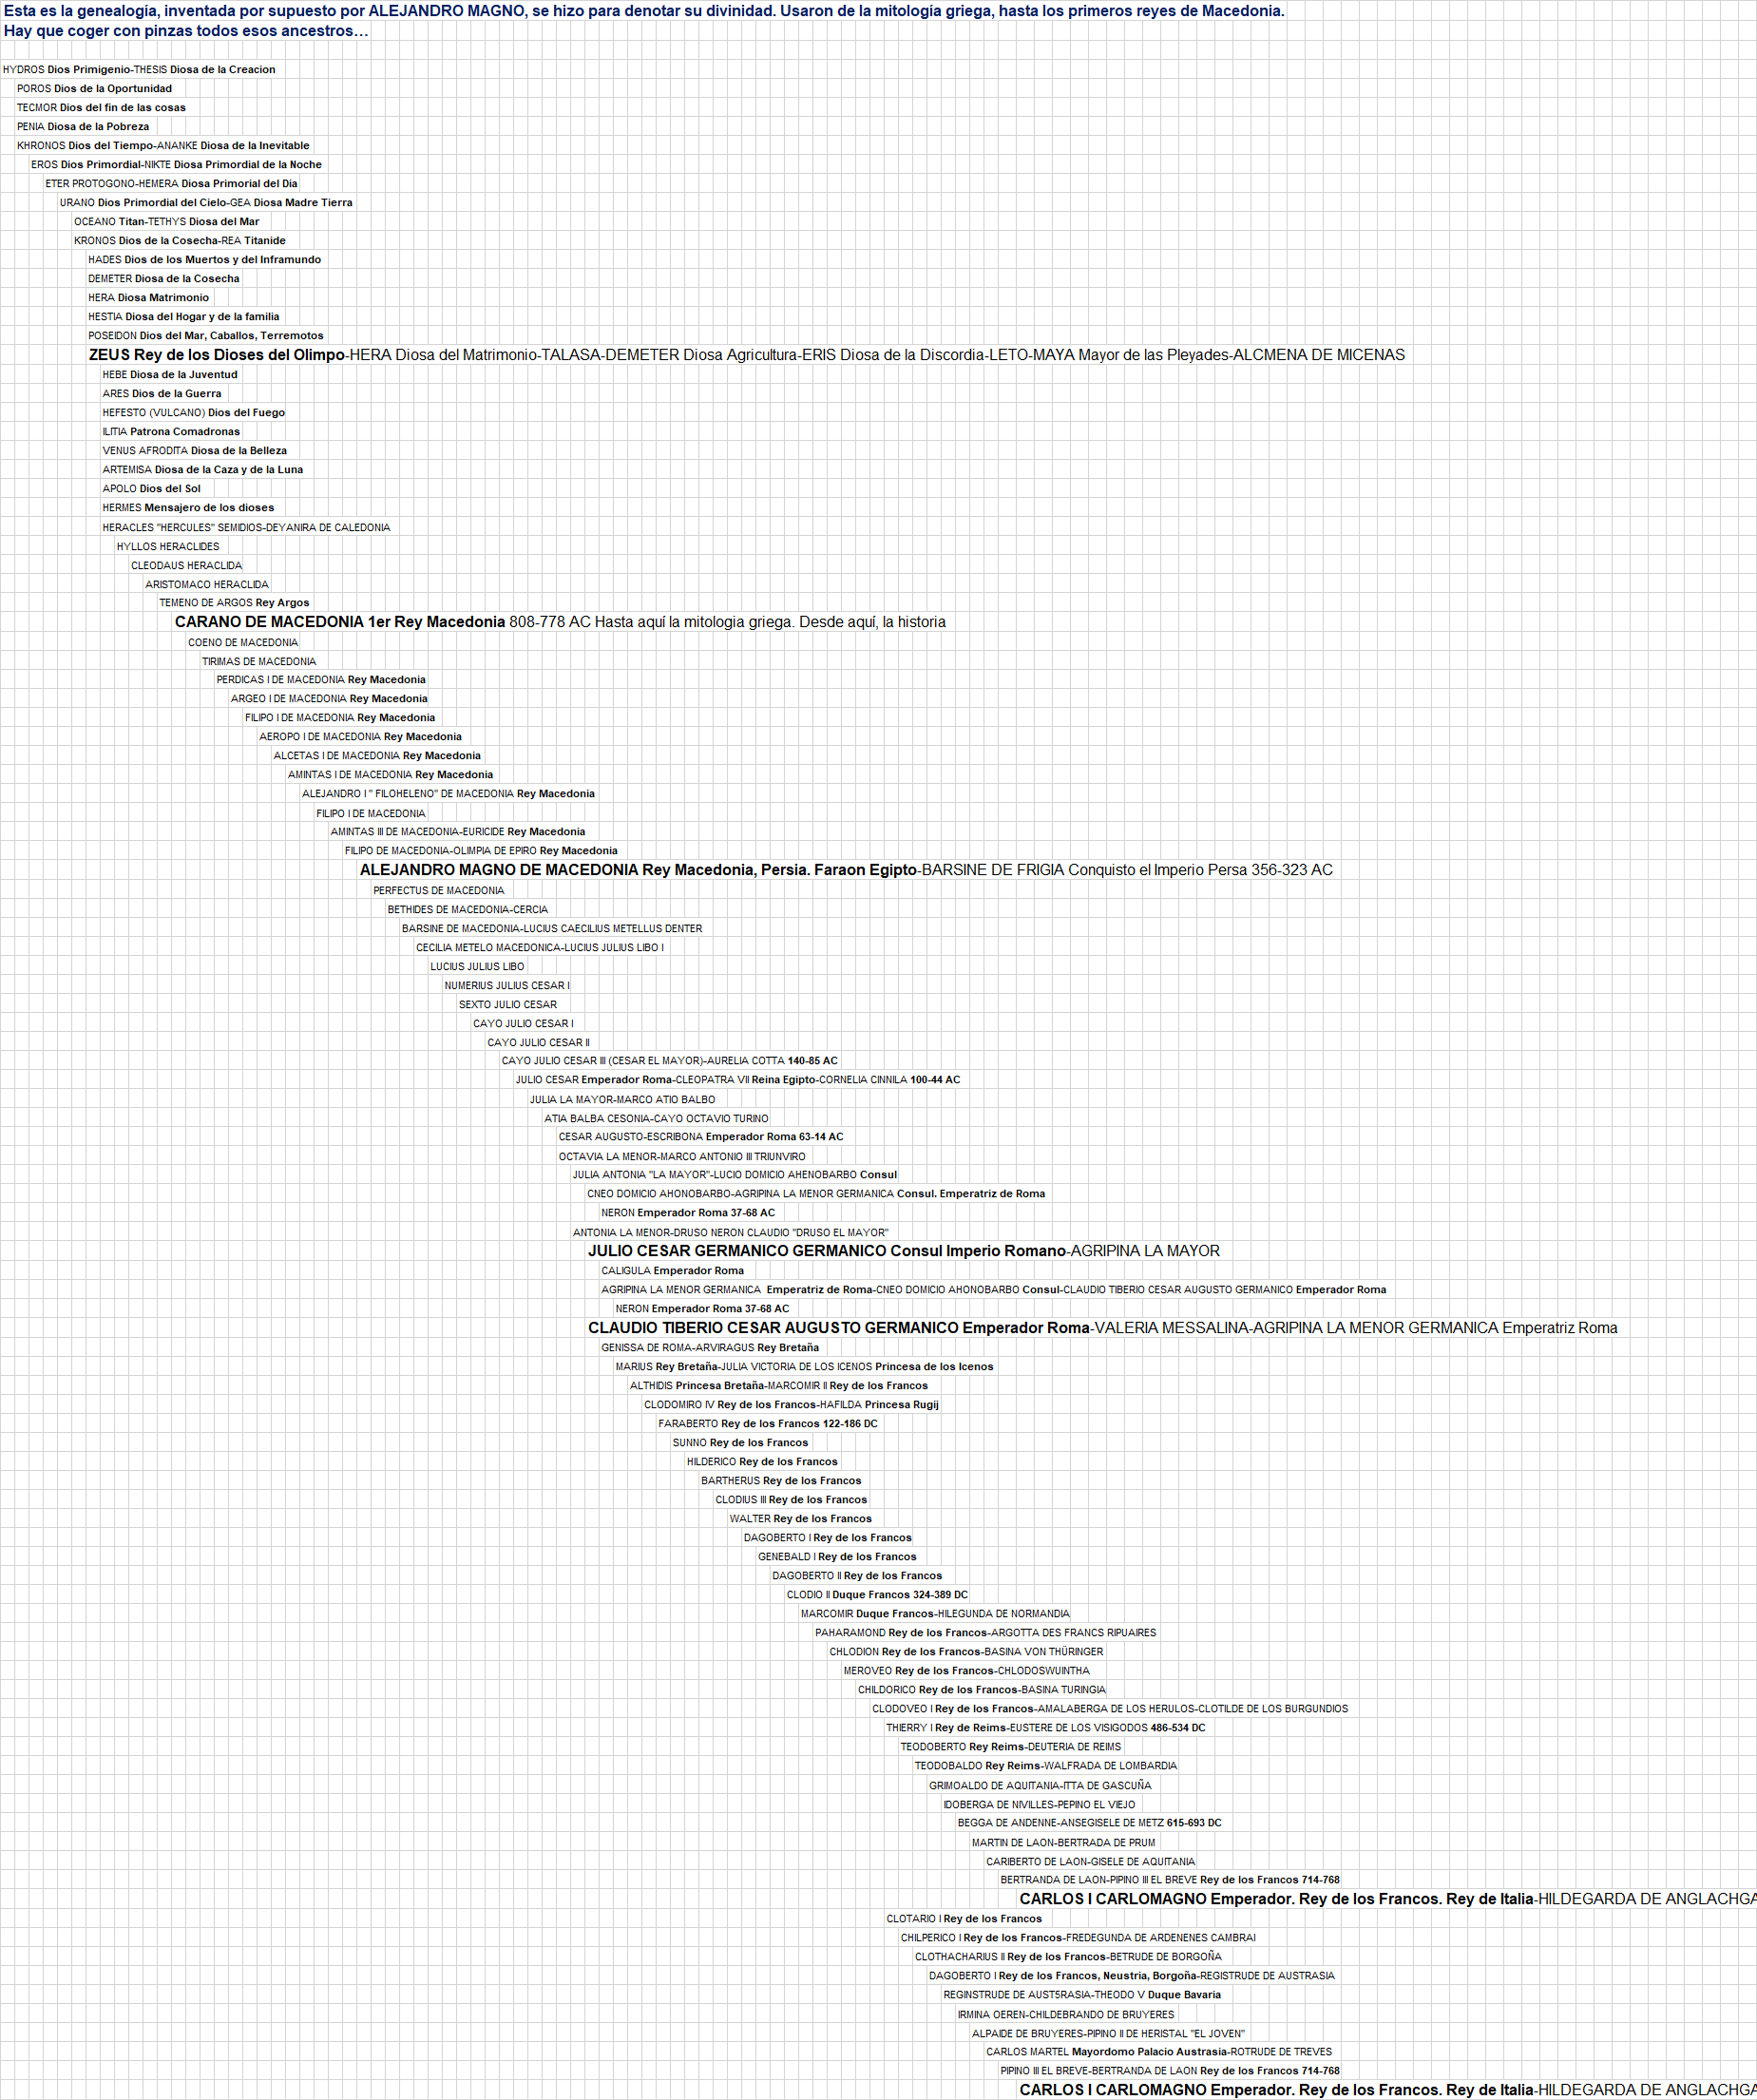 Esta es la genealogía, inventada por supuesto por ALEJANDRO MAGNO, se hizo para denotar su divinidad. Usaron de la mitología griega, hasta los primeros reyes de Macedonia.
Hay que coger con pinzas todos esos ancestros…
HYDROS Dios Primigenio-THESIS Diosa de la Creacion
POROS Dios de la Oportunidad
TECMOR Dios del fin de las cosas
PENIA Diosa de la Pobreza
KHRONOS Dios del Tiempo-ANANKE Diosa de la Inevitable
EROS Dios Primordial-NIKTE Diosa Primordial de la Noche
ETER PROTOGONO-HEMERA Diosa Primorial del Dia
URANO Dios Primordial del Cielo-GEA Diosa Madre Tierra
OCEANO Titan-TETHYS Diosa del Mar
KRONOS Dios de la Cosecha-REA Titanide
HADES Dios de los Muertos y del Inframundo
DEMETER Diosa de la Cosecha
HERA Diosa Matrimonio
HESTIA Diosa del Hogar y de la familia
POSEIDON Dios del Mar, Caballos, Terremotos
ZEUS Rey de los Dioses del Olimpo-HERA Diosa del Matrimonio-TALASA-DEMETER Diosa Agricultura-ERIS Diosa de la Discordia-LETO-MAYA Mayor de las Pleyades-ALCMENA DE MICENAS
HEBE Diosa de la Juventud
ARES Dios de la Guerra
HEFESTO (VULCANO) Dios del Fuego
ILITIA Patrona Comadronas
VENUS AFRODITA Diosa de la Belleza
ARTEMISA Diosa de la Caza y de la Luna
APOLO Dios del Sol
HERMES Mensajero de los dioses
HERACLES "HERCULES" SEMIDIOS-DEYANIRA DE CALEDONIA
HYLLOS HERACLIDES
CLEODAUS HERACLIDA
ARISTOMACO HERACLIDA
TEMENO DE ARGOS Rey Argos
CARANO DE MACEDONIA 1er Rey Macedonia 808-778 AC Hasta aquí la mitologia griega. Desde aquí, la historia
COENO DE MACEDONIA
TIRIMAS DE MACEDONIA
PERDICAS I DE MACEDONIA Rey Macedonia
ARGEO I DE MACEDONIA Rey Macedonia
FILIPO I DE MACEDONIA Rey Macedonia
AEROPO I DE MACEDONIA Rey Macedonia
ALCETAS I DE MACEDONIA Rey Macedonia
AMINTAS I DE MACEDONIA Rey Macedonia
ALEJANDRO I " FILOHELENO" DE MACEDONIA Rey Macedonia
FILIPO I DE MACEDONIA
AMINTAS III DE MACEDONIA-EURICIDE Rey Macedonia
FILIPO DE MACEDONIA-OLIMPIA DE EPIRO Rey Macedonia
ALEJANDRO MAGNO DE MACEDONIA Rey Macedonia, Persia. Faraon Egipto-BARSINE DE FRIGIA Conquisto el Imperio Persa 356-323 AC
PERFECTUS DE MACEDONIA
BETHIDES DE MACEDONIA-CERCIA
BARSINE DE MACEDONIA-LUCIUS CAECILIUS METELLUS DENTER
CECILIA METELO MACEDONICA-LUCIUS JULIUS LIBO I
LUCIUS JULIUS LIBO
NUMERIUS JULIUS CESAR I
SEXTO JULIO CESAR
CAYO JULIO CESAR I
CAYO JULIO CESAR II
CAYO JULIO CESAR III (CESAR EL MAYOR)-AURELIA COTTA 140-85 AC
JULIO CESAR Emperador Roma-CLEOPATRA VII Reina Egipto-CORNELIA CINNILA 100-44 AC
JULIA LA MAYOR-MARCO ATIO BALBO
ATIA BALBA CESONIA-CAYO OCTAVIO TURINO
CESAR AUGUSTO-ESCRIBONA Emperador Roma 63-14 AC
OCTAVIA LA MENOR-MARCO ANTONIO III TRIUNVIRO
JULIA ANTONIA "LA MAYOR"-LUCIO DOMICIO AHENOBARBO Consul
CNEO DOMICIO AHONOBARBO-AGRIPINA LA MENOR GERMANICA Consul. Emperatriz de Roma
NERON Emperador Roma 37-68 AC
ANTONIA LA MENOR-DRUSO NERON CLAUDIO "DRUSO EL MAYOR"
JULIO CESAR GERMANICO GERMANICO Consul Imperio Romano-AGRIPINA LA MAYOR
CALIGULA Emperador Roma
AGRIPINA LA MENOR GERMANICA  Emperatriz de Roma-CNEO DOMICIO AHONOBARBO Consul-CLAUDIO TIBERIO CESAR AUGUSTO GERMANICO Emperador Roma
NERON Emperador Roma 37-68 AC
CLAUDIO TIBERIO CESAR AUGUSTO GERMANICO Emperador Roma-VALERIA MESSALINA-AGRIPINA LA MENOR GERMANICA Emperatriz Roma
GENISSA DE ROMA-ARVIRAGUS Rey Bretaña
MARIUS Rey Bretaña-JULIA VICTORIA DE LOS ICENOS Princesa de los Icenos
ALTHIDIS Princesa Bretaña-MARCOMIR II Rey de los Francos
CLODOMIRO IV Rey de los Francos-HAFILDA Princesa Rugij
FARABERTO Rey de los Francos 122-186 DC
SUNNO Rey de los Francos
HILDERICO Rey de los Francos
BARTHERUS Rey de los Francos
CLODIUS III Rey de los Francos
WALTER Rey de los Francos
DAGOBERTO I Rey de los Francos
GENEBALD I Rey de los Francos
DAGOBERTO II Rey de los Francos
CLODIO II Duque Francos 324-389 DC
MARCOMIR Duque Francos-HILEGUNDA DE NORMANDIA
PAHARAMOND Rey de los Francos-ARGOTTA DES FRANCS RIPUAIRES
CHLODION Rey de los Francos-BASINA VON THÜRINGER
MEROVEO Rey de los Francos-CHLODOSWUINTHA
CHILDORICO Rey de los Francos-BASINA TURINGIA
CLODOVEO I Rey de los Francos-AMALABERGA DE LOS HERULOS-CLOTILDE DE LOS BURGUNDIOS
THIERRY I Rey de Reims-EUSTERE DE LOS VISIGODOS 486-534 DC
TEODOBERTO Rey Reims-DEUTERIA DE REIMS
TEODOBALDO Rey Reims-WALFRADA DE LOMBARDIA
GRIMOALDO DE AQUITANIA-ITTA DE GASCUÑA
IDOBERGA DE NIVILLES-PEPINO EL VIEJO
BEGGA DE ANDENNE-ANSEGISELE DE METZ 615-693 DC
MARTIN DE LAON-BERTRADA DE PRUM
CARIBERTO DE LAON-GISELE DE AQUITANIA
BERTRANDA DE LAON-PIPINO III EL BREVE Rey de los Francos 714-768
CARLOS I CARLOMAGNO Emperador. Rey de los Francos. Rey de Italia-HILDEGARDA DE ANGLACHGA
CLOTARIO I Rey de los Francos
CHILPERICO I Rey de los Francos-FREDEGUNDA DE ARDENENES CAMBRAI
CLOTHACHARIUS II Rey de los Francos-BETRUDE DE BORGOÑA
DAGOBERTO I Rey de los Francos, Neustria, Borgoña-REGISTRUDE DE AUSTRASIA
REGINSTRUDE DE AUST5RASIA-THEODO V Duque Bavaria
IRMINA OEREN-CHILDEBRANDO DE BRUYERES
ALPAIDE DE BRUYERES-PIPINO II DE HERISTAL "EL JOVEN"
CARLOS MARTEL Mayordomo Palacio Austrasia-ROTRUDE DE TREVES
PIPINO III EL BREVE-BERTRANDA DE LAON Rey de los Francos 714-768
CARLOS I CARLOMAGNO Emperador. Rey de los Francos. Rey de Italia-HILDEGARDA DE ANGLACHGA